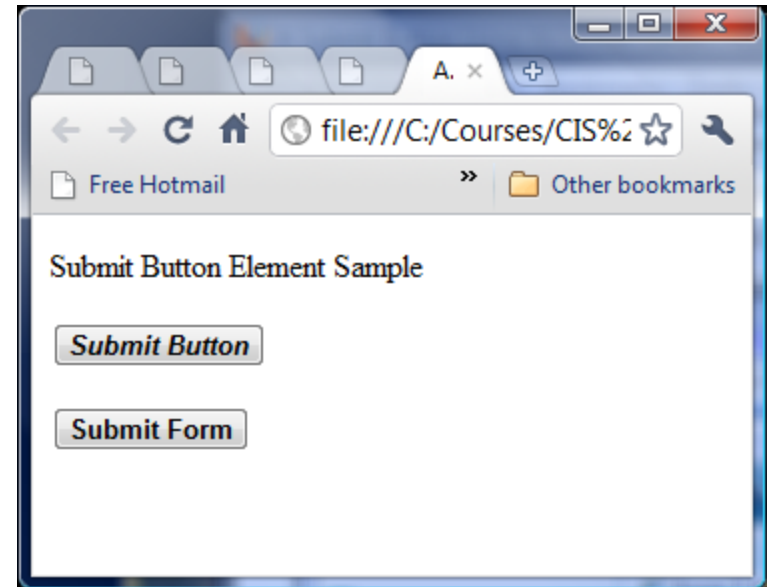 A.
file:///C:/Courses/CIS%2
Free Hotmail » Other bookmarks
Submit Button Element Sample
Submit Button
Submit Form